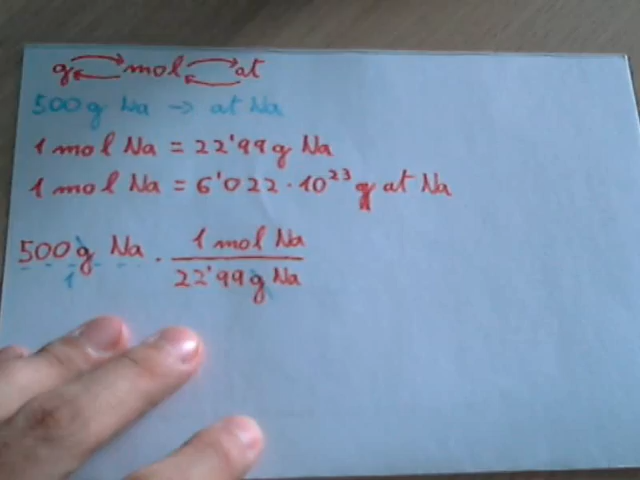 g mol at
500 g Na → at Na
1 mol Na = 22'99 g Na
1 mol Na = 6'022 · 10²³ g at Na
500 g Na · 1 mol Na
1 22'99 g Na